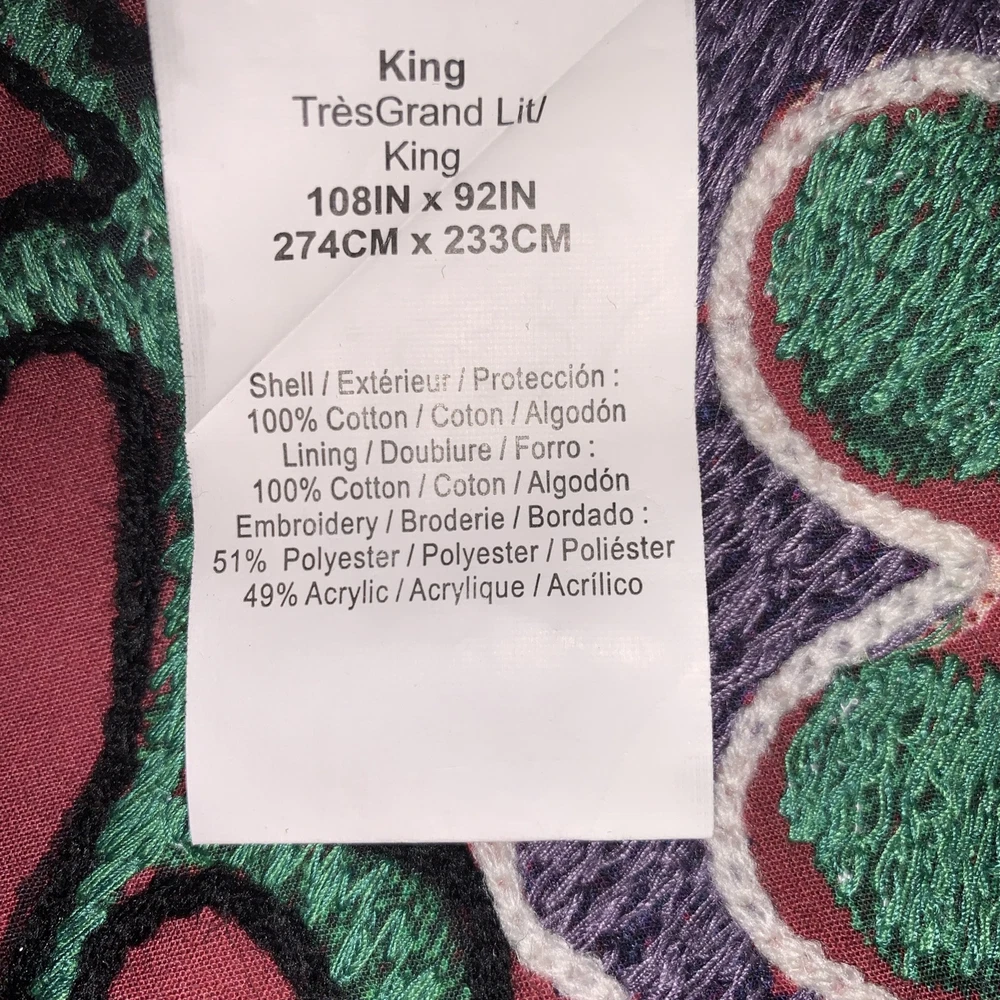 King
TrèsGrand Lit/
King
108IN x 92IN
274CM x 233CM
Shell / Extérieur / Protección :
100% Cotton / Coton / Algodón
Lining / Doublure / Forro :
100% Cotton / Coton / Algodón
Embroidery / Broderie / Bordado :
51% Polyester / Polyester / Poliéster
49% Acrylic / Acrylique / Acrílico